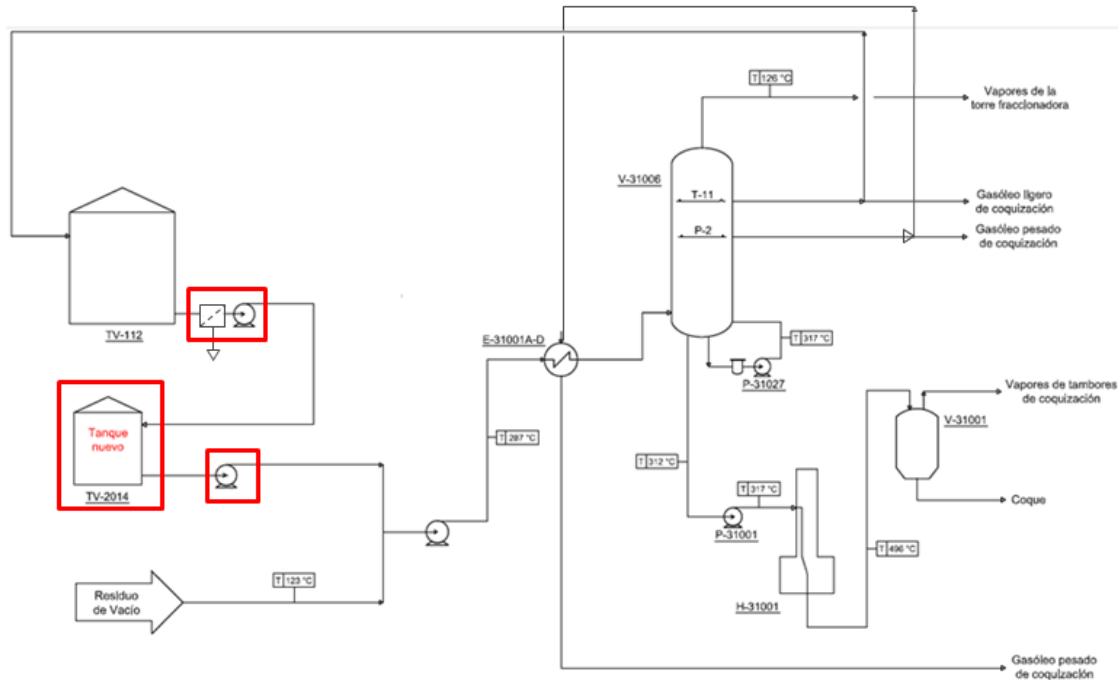 T 126 °C
Vapores de la
torre fraccionadora
V-31006
T-11
Gasóleo ligero
de coquización
P-2
Gasóleo pesado
de coquización
TV-112
E-31001A-D
T 317 °C
P-31027
Tanque
nuevo
TV-2014
T 287 °C
Vapores de tambores
de coquización
V-31001
T 312 °C
T 317 °C
P-31001
Coque
T 496 °C
T 123 °C
Residuo
de Vacío
H-31001
Gasóleo pesado
de coquización